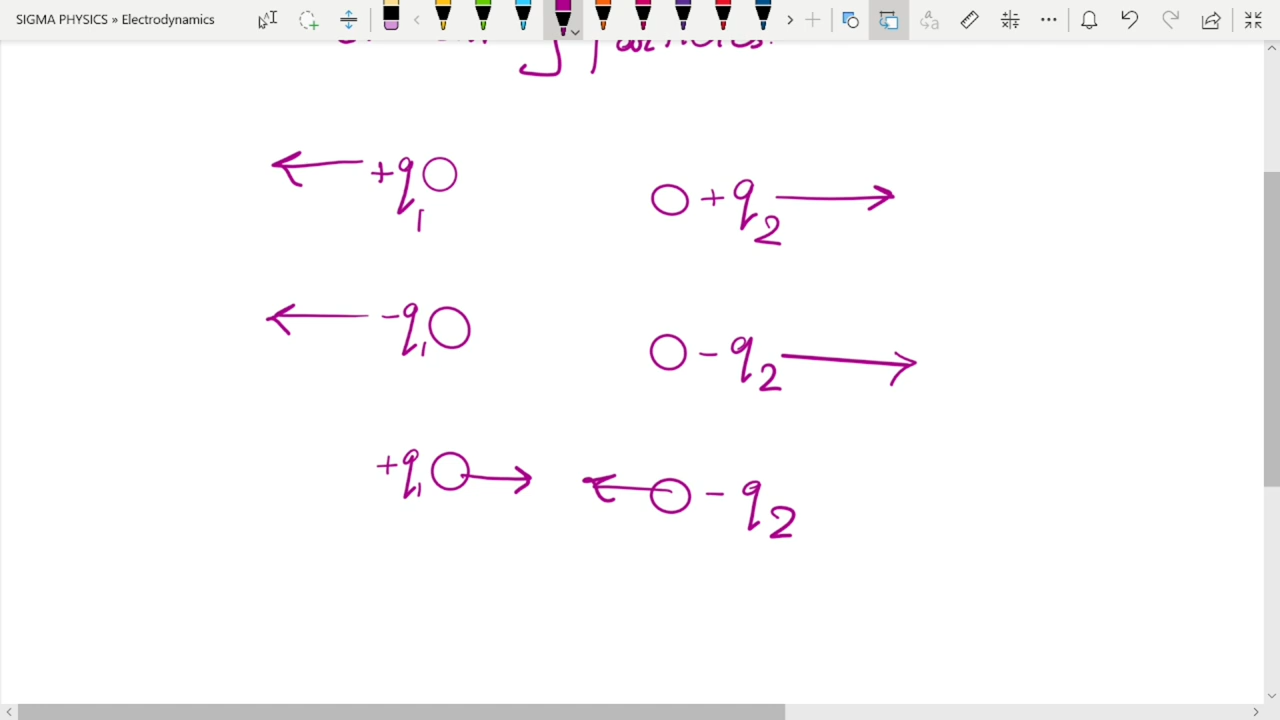 SIGMA PHYSICS » Electrodynamics
+q1
+q2
-q1
-q2
+q1
-q2